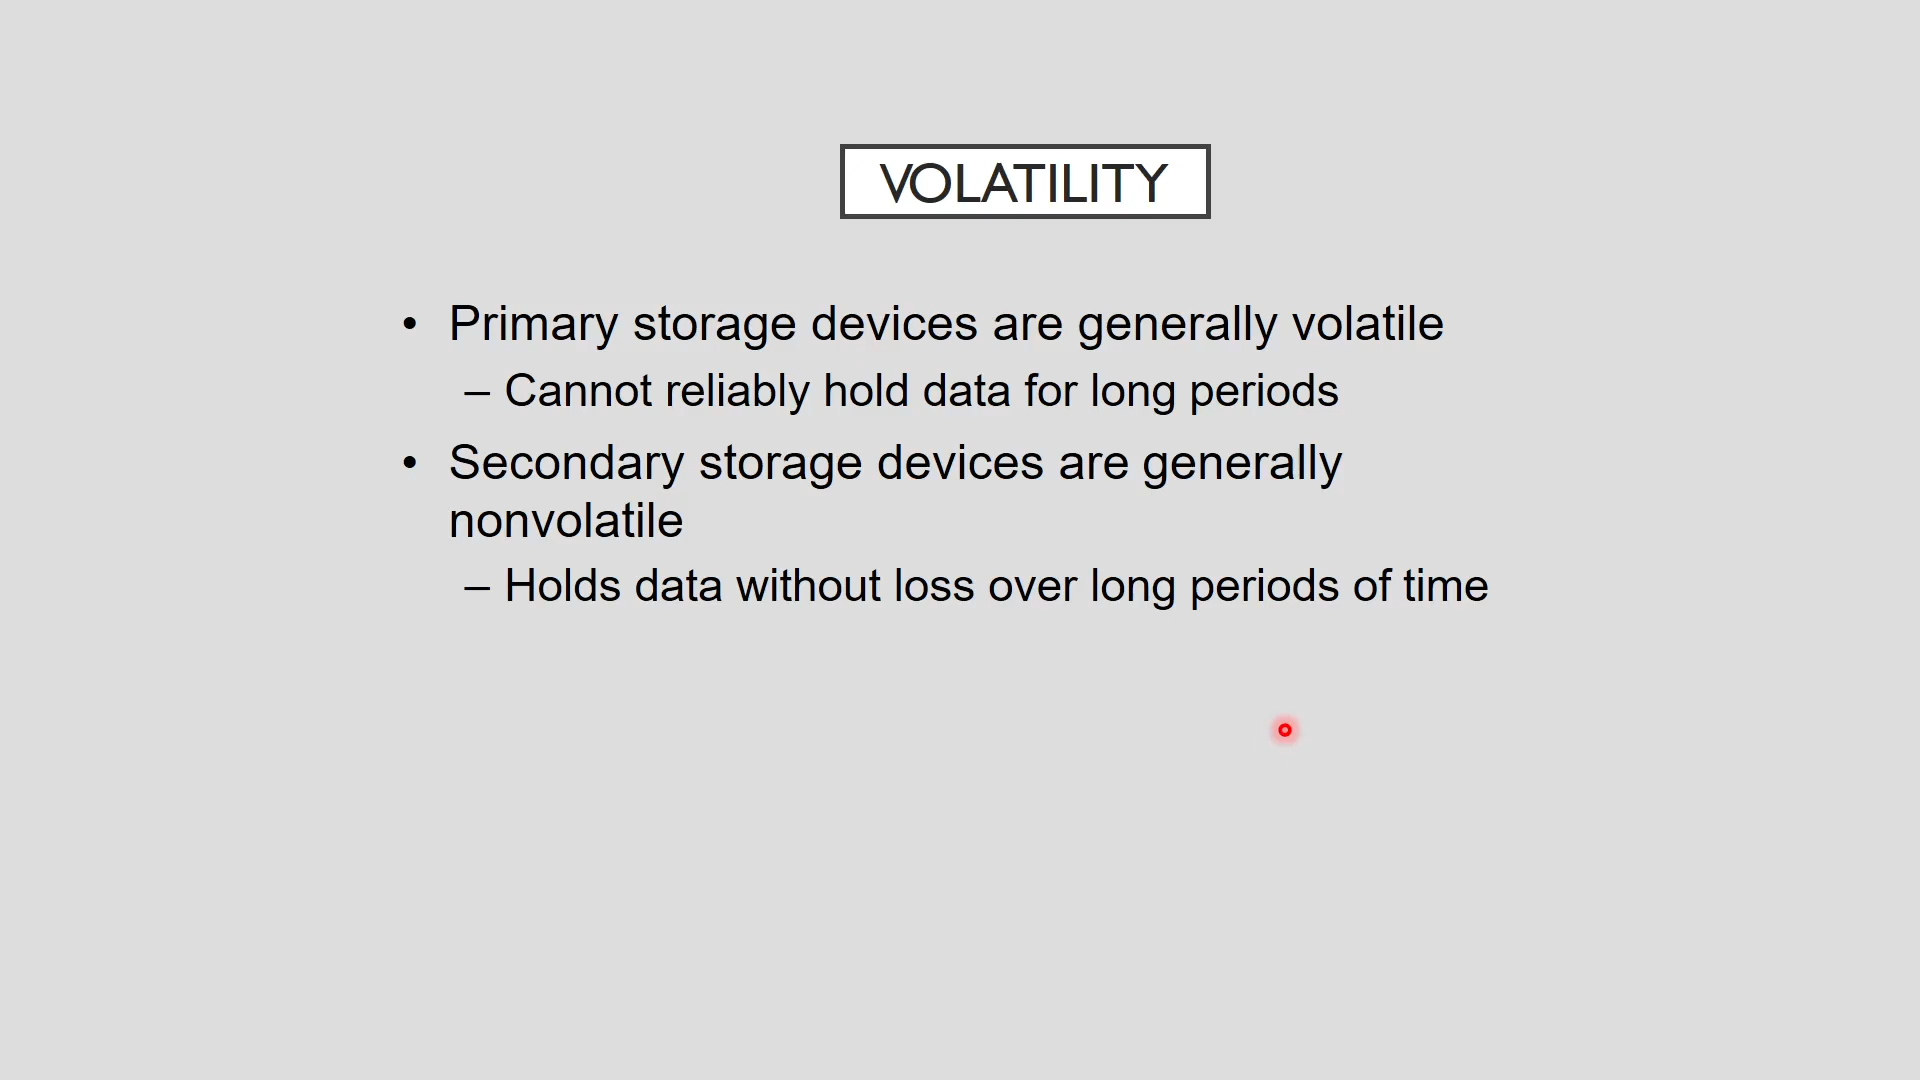 VOLATILITY
• Primary storage devices are generally volatile
– Cannot reliably hold data for long periods
• Secondary storage devices are generally
nonvolatile
– Holds data without loss over long periods of time